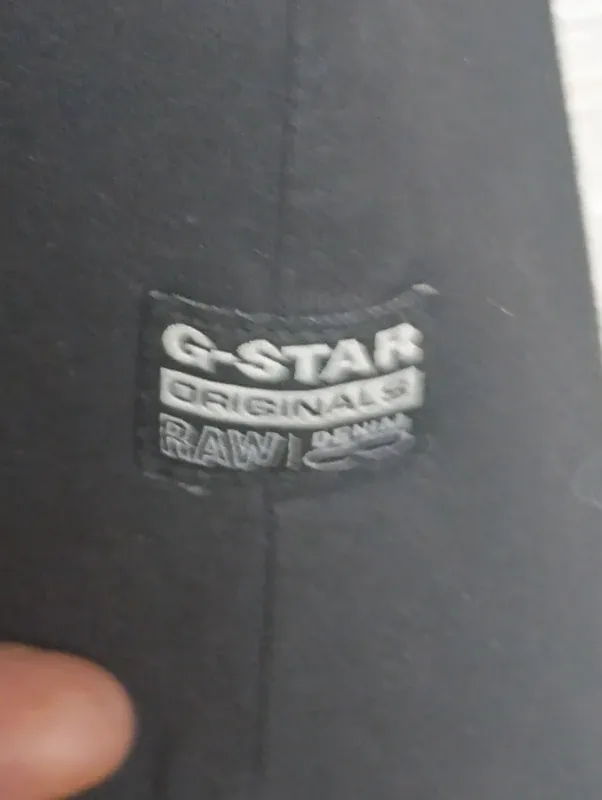 G-STAR
ORIGINALS
RAW | DENIM